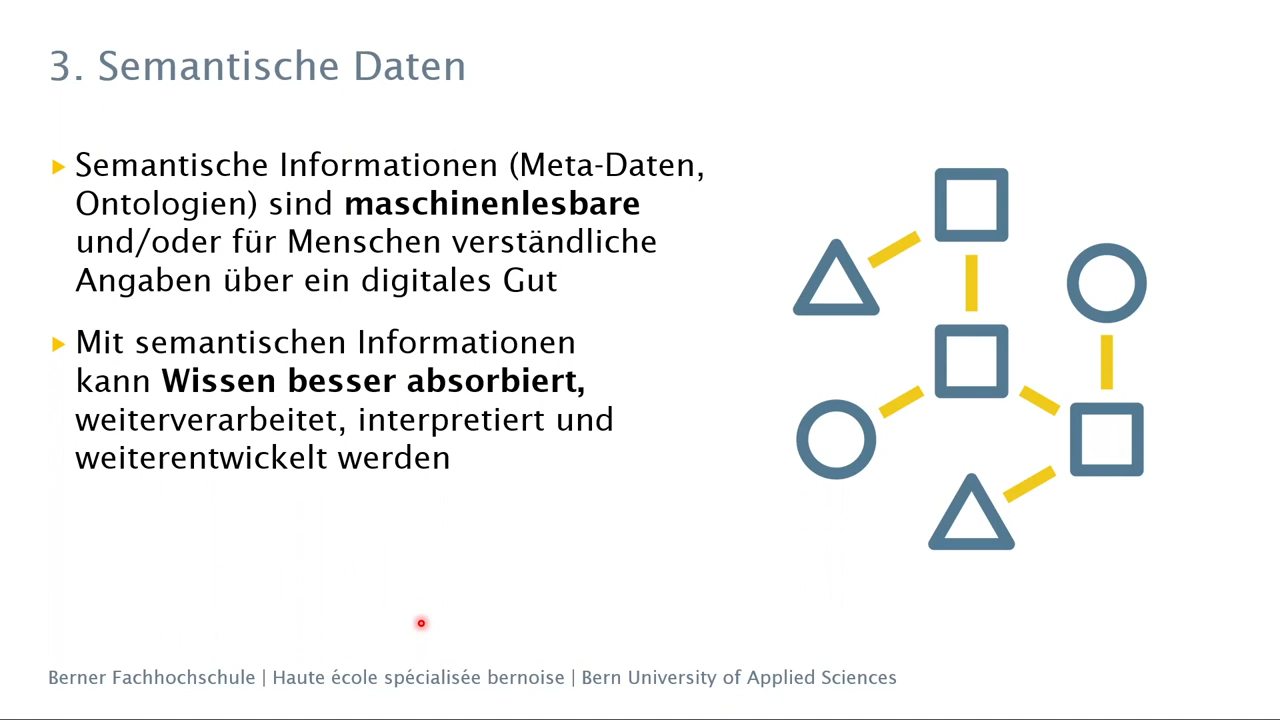 3. Semantische Daten
Semantische Informationen (Meta-Daten,
Ontologien) sind maschinenlesbare
und/oder für Menschen verständliche
Angaben über ein digitales Gut
Mit semantischen Informationen
kann Wissen besser absorbiert,
weiterverarbeitet, interpretiert und
weiterentwickelt werden
Berner Fachhochschule | Haute école spécialisée bernoise | Bern University of Applied Sciences